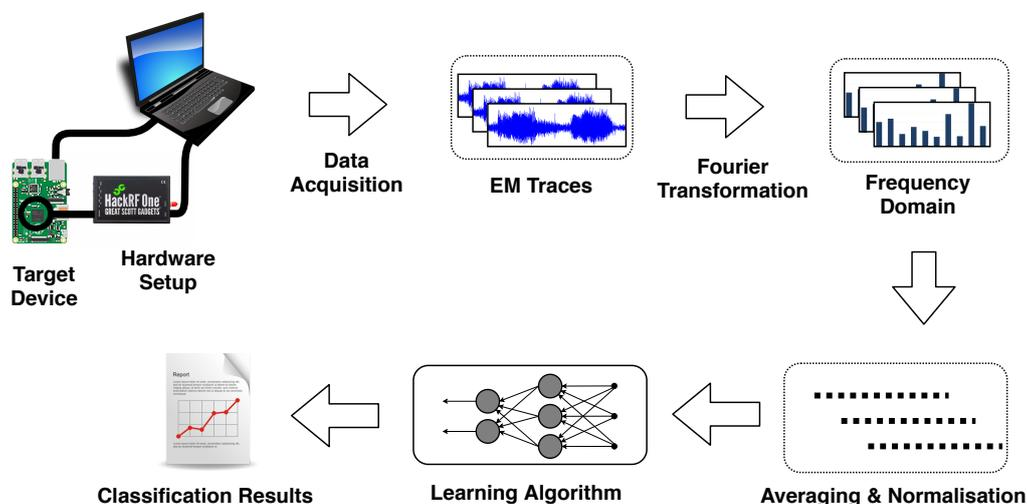 HackRF One
GREAT SCOTT GADGETS
Target
Device
Hardware
Setup
Data
Acquisition
EM Traces
Fourier
Transformation
Frequency
Domain
Averaging & Normalisation
Learning Algorithm
Report
Classification Results